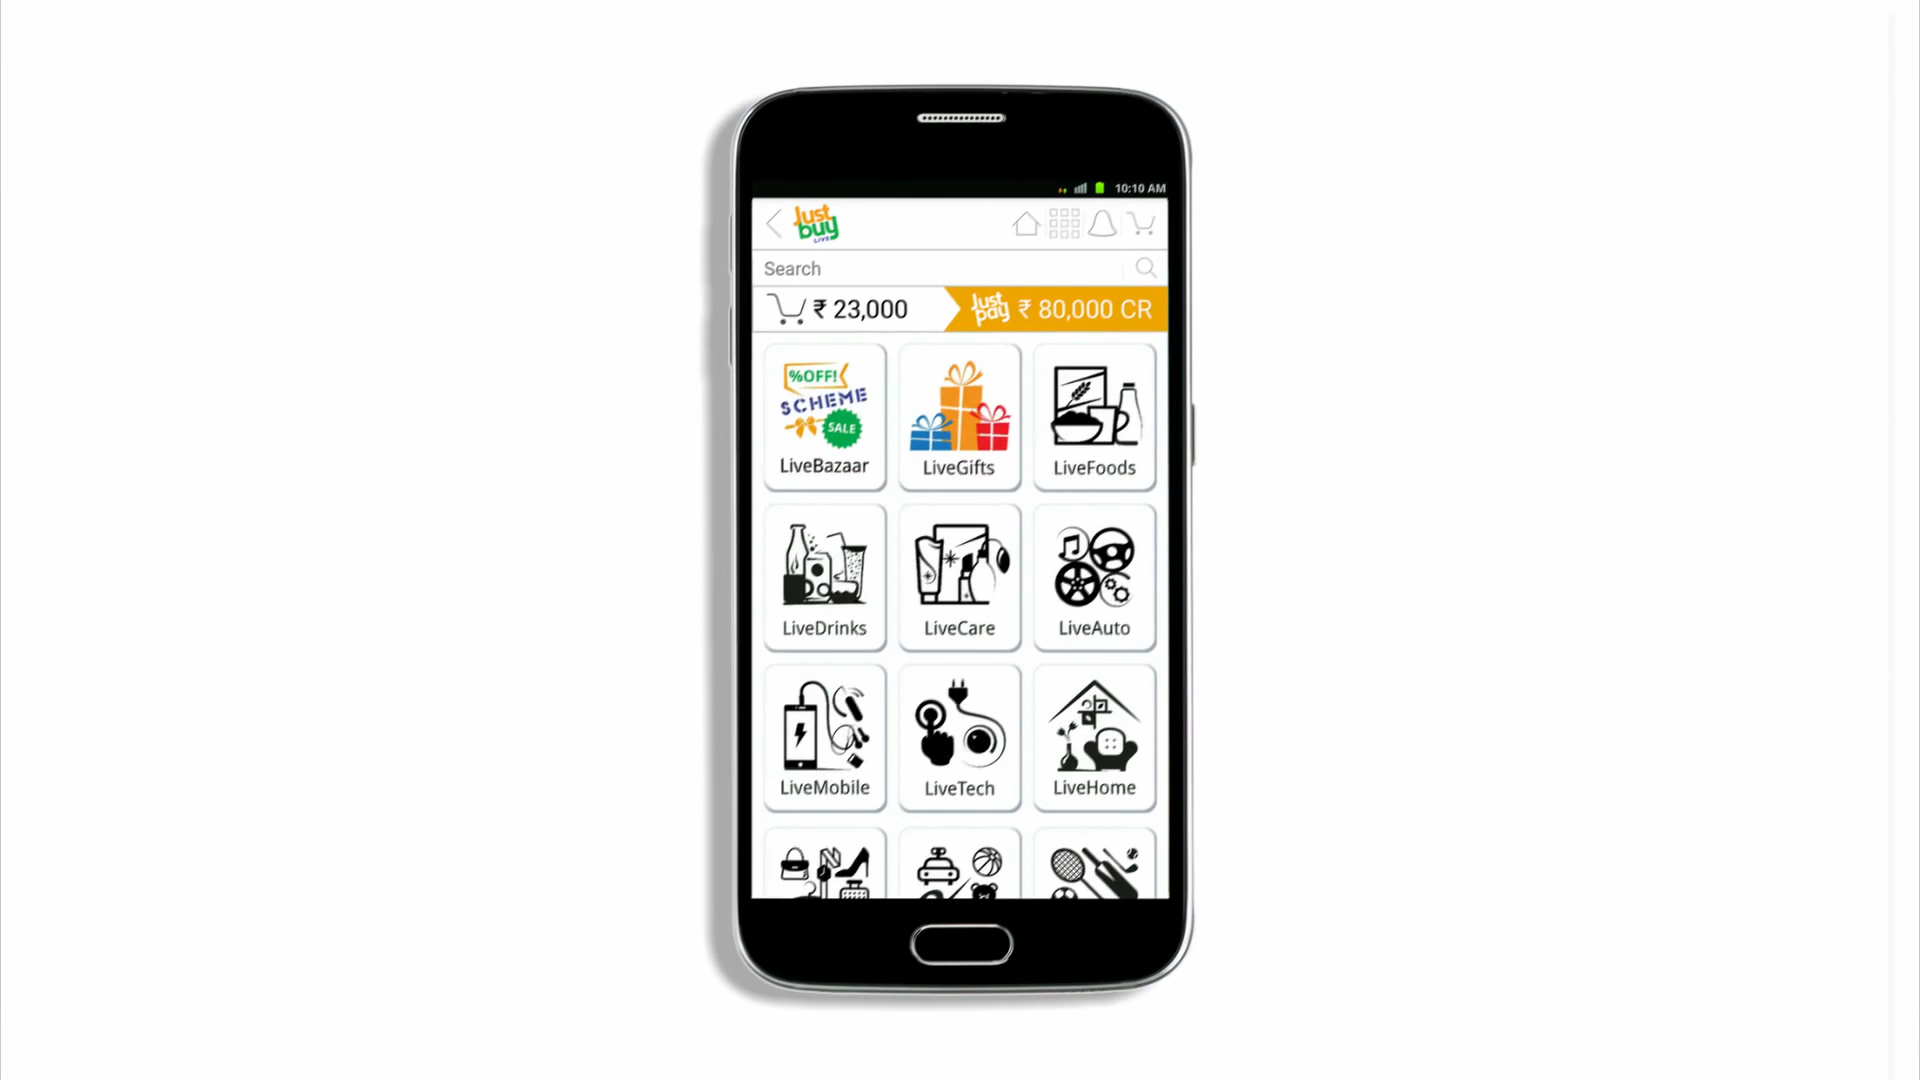 10:10 AM
Just
buy
LIVE
Search
₹ 23,000
Just
pay
₹ 80,000 CR
%OFF!
SCHEME
SALE
LiveBazaar
LiveGifts
LiveFoods
LiveDrinks
LiveCare
LiveAuto
LiveMobile
LiveTech
LiveHome